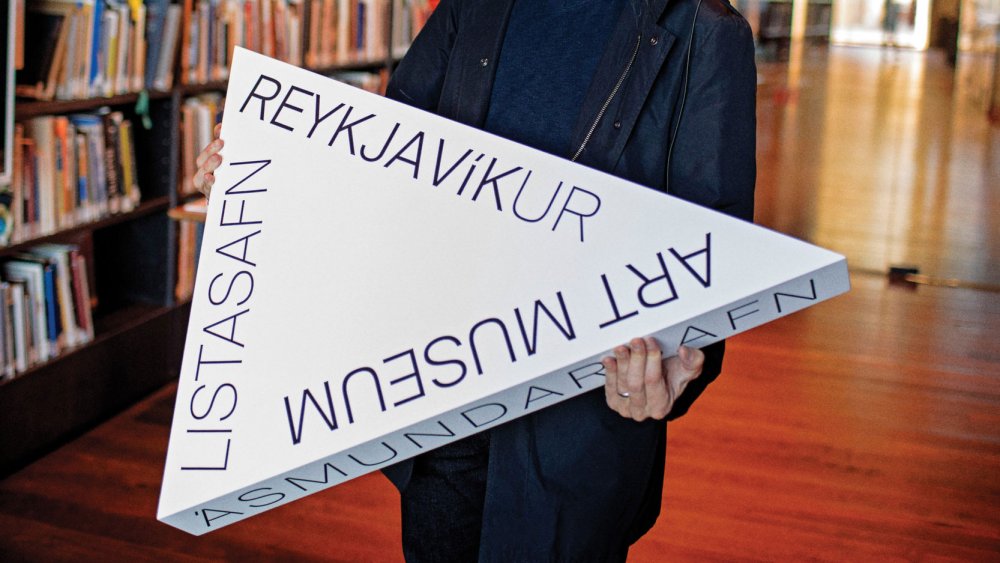 LISTASAFN
REYKJAVíKUR
ART MUSEUM
ÁSMUNDARSAFN